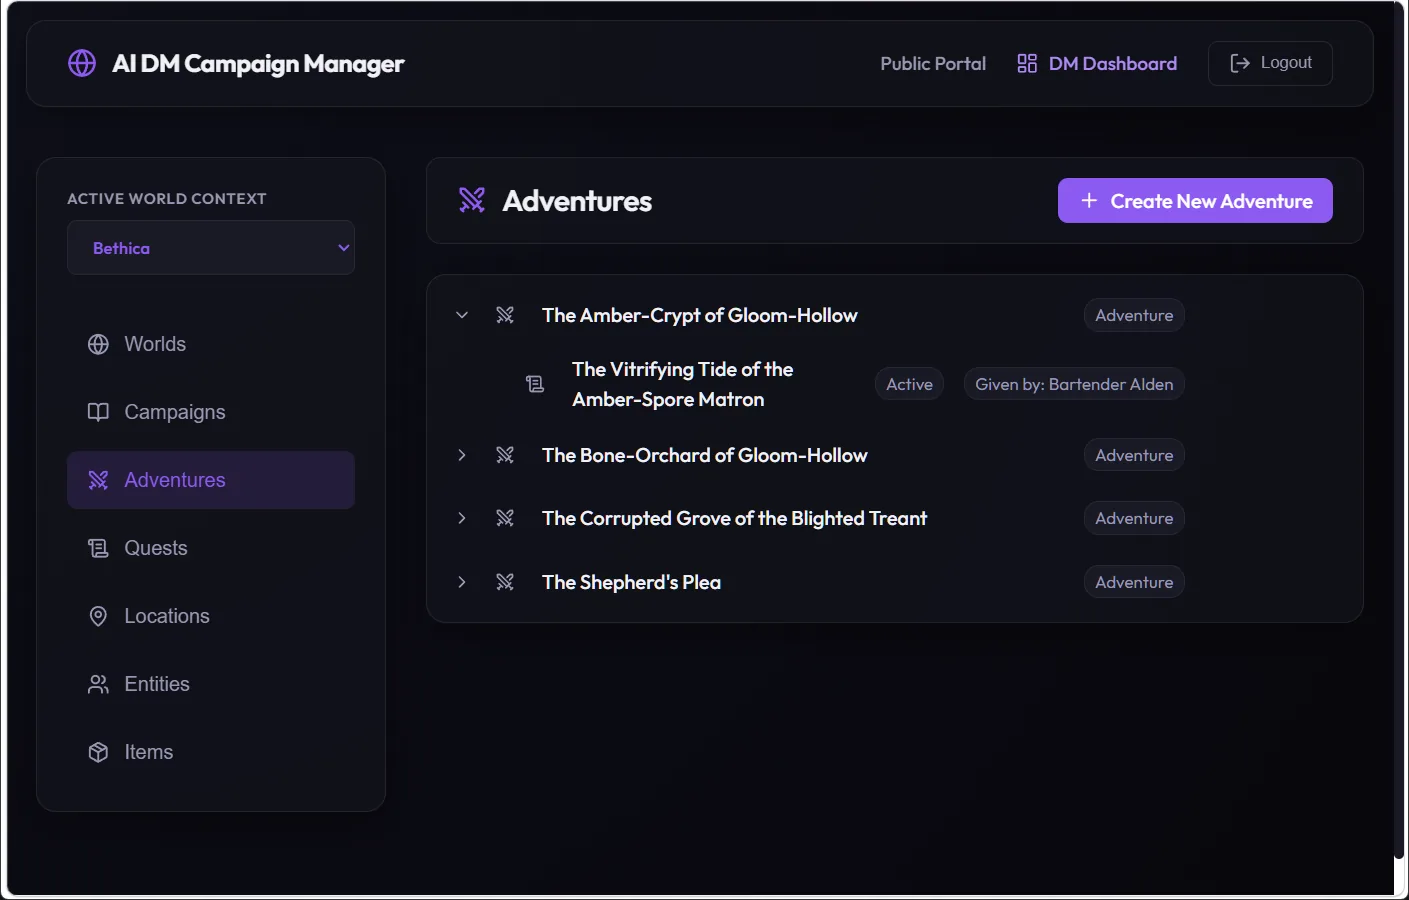 AI DM Campaign Manager
Public Portal
DM Dashboard
Logout
ACTIVE WORLD CONTEXT
Bethica
Worlds
Campaigns
Adventures
Quests
Locations
Entities
Items
Adventures
Create New Adventure
The Amber-Crypt of Gloom-Hollow
Adventure
The Vitrifying Tide of the
Amber-Spore Matron
Active
Given by: Bartender Alden
The Bone-Orchard of Gloom-Hollow
Adventure
The Corrupted Grove of the Blighted Treant
Adventure
The Shepherd's Plea
Adventure